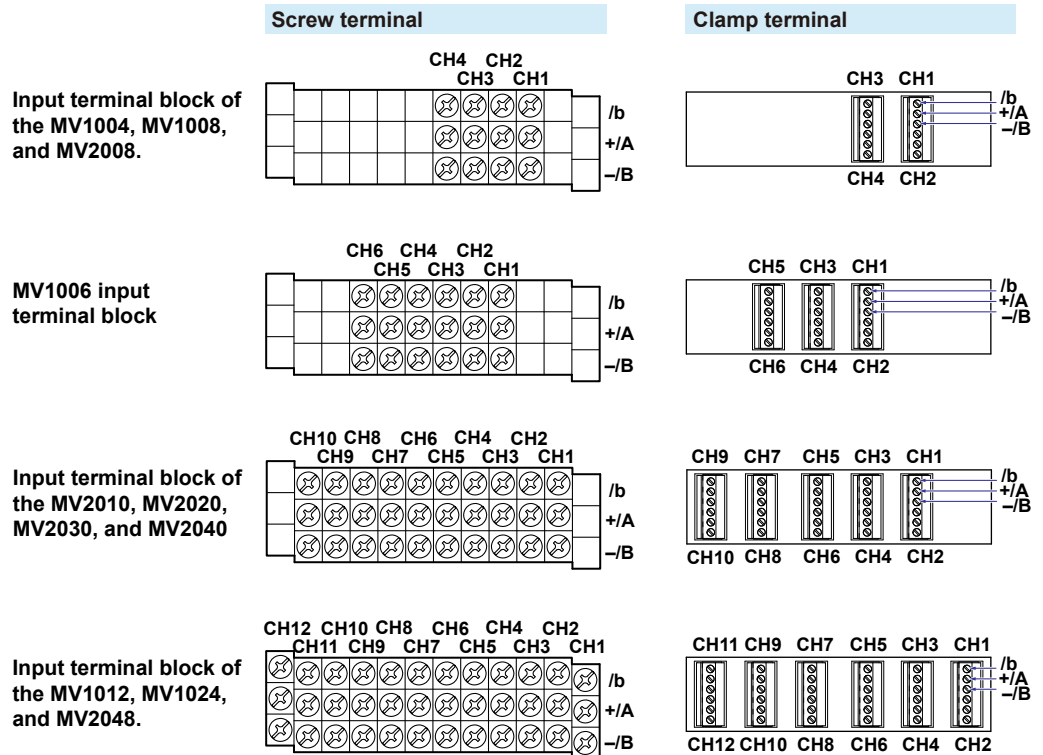 Screw terminal
Clamp terminal
Input terminal block of
the MV1004, MV1008,
and MV2008.
CH4 CH2
CH3 CH1
/b
+/A
–/B
CH3 CH1
/b
+/A
–/B
CH4 CH2
MV1006 input
terminal block
CH6 CH4 CH2
CH5 CH3 CH1
/b
+/A
–/B
CH5 CH3 CH1
/b
+/A
–/B
CH6 CH4 CH2
Input terminal block of
the MV2010, MV2020,
MV2030, and MV2040
CH10 CH8 CH6 CH4 CH2
CH9 CH7 CH5 CH3 CH1
/b
+/A
–/B
CH9 CH7 CH5 CH3 CH1
/b
+/A
–/B
CH10 CH8 CH6 CH4 CH2
Input terminal block of
the MV1012, MV1024,
and MV2048.
CH12 CH10 CH8 CH6 CH4 CH2
CH11 CH9 CH7 CH5 CH3 CH1
/b
+/A
–/B
CH11 CH9 CH7 CH5 CH3 CH1
/b
+/A
–/B
CH12 CH10 CH8 CH6 CH4 CH2